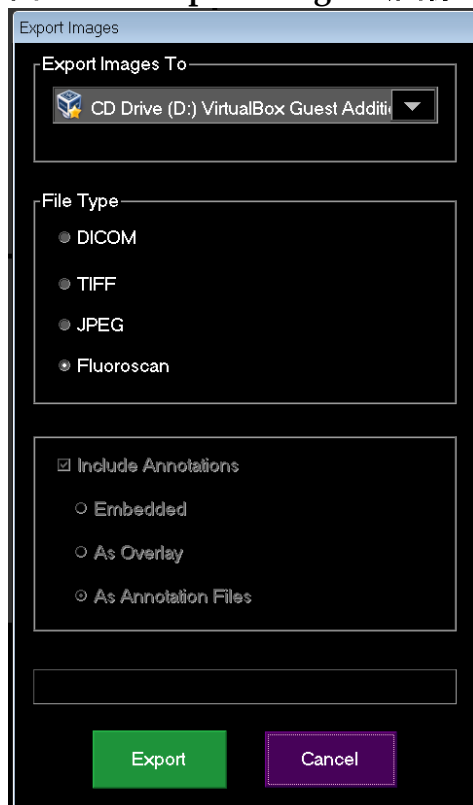 Export Images
Export Images To
CD Drive (D:) VirtualBox Guest Additi
File Type
DICOM
TIFF
JPEG
Fluoroscan
Include Annotations
Embedded
As Overlay
As Annotation Files
Export
Cancel